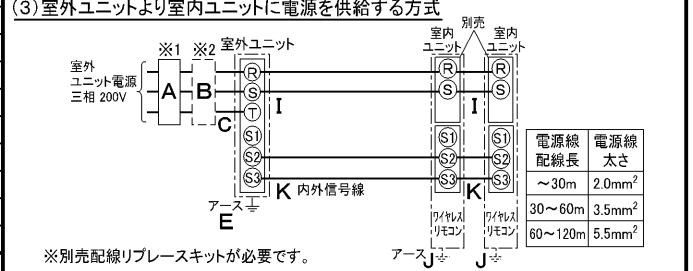 (3)室外ユニットより室内ユニットに電源を供給する方式
※1 ※2 室外ユニット
別売
室内ユニット
室内ユニット
室外
ユニット電源
三相 200V
A
B
C
R
S
T
S1
S2
S3
I
K 内外信号線
アース
E
R
S
S1
S2
S3
ワイヤレス
リモコン
I
K
R
S
S1
S2
S3
ワイヤレス
リモコン
アース J
J
電源線
配線長
電源線
太さ
～30m 2.0mm²
30～60m 3.5mm²
60～120m 5.5mm²
※別売配線リプレースキットが必要です。